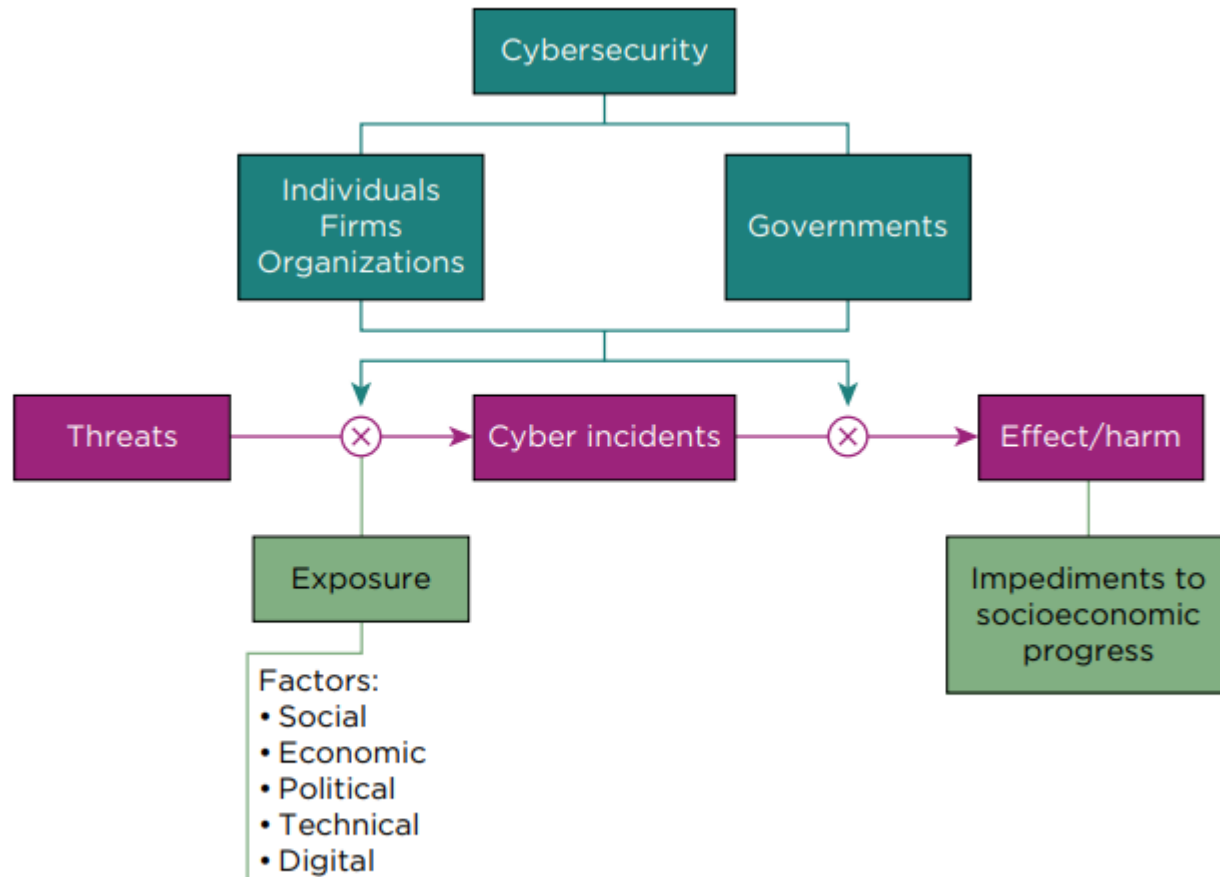 Cybersecurity
Individuals
Firms
Organizations
Governments
Threats
Cyber incidents
Effect/harm
Exposure
Impediments to
socioeconomic
progress
Factors:
• Social
• Economic
• Political
• Technical
• Digital